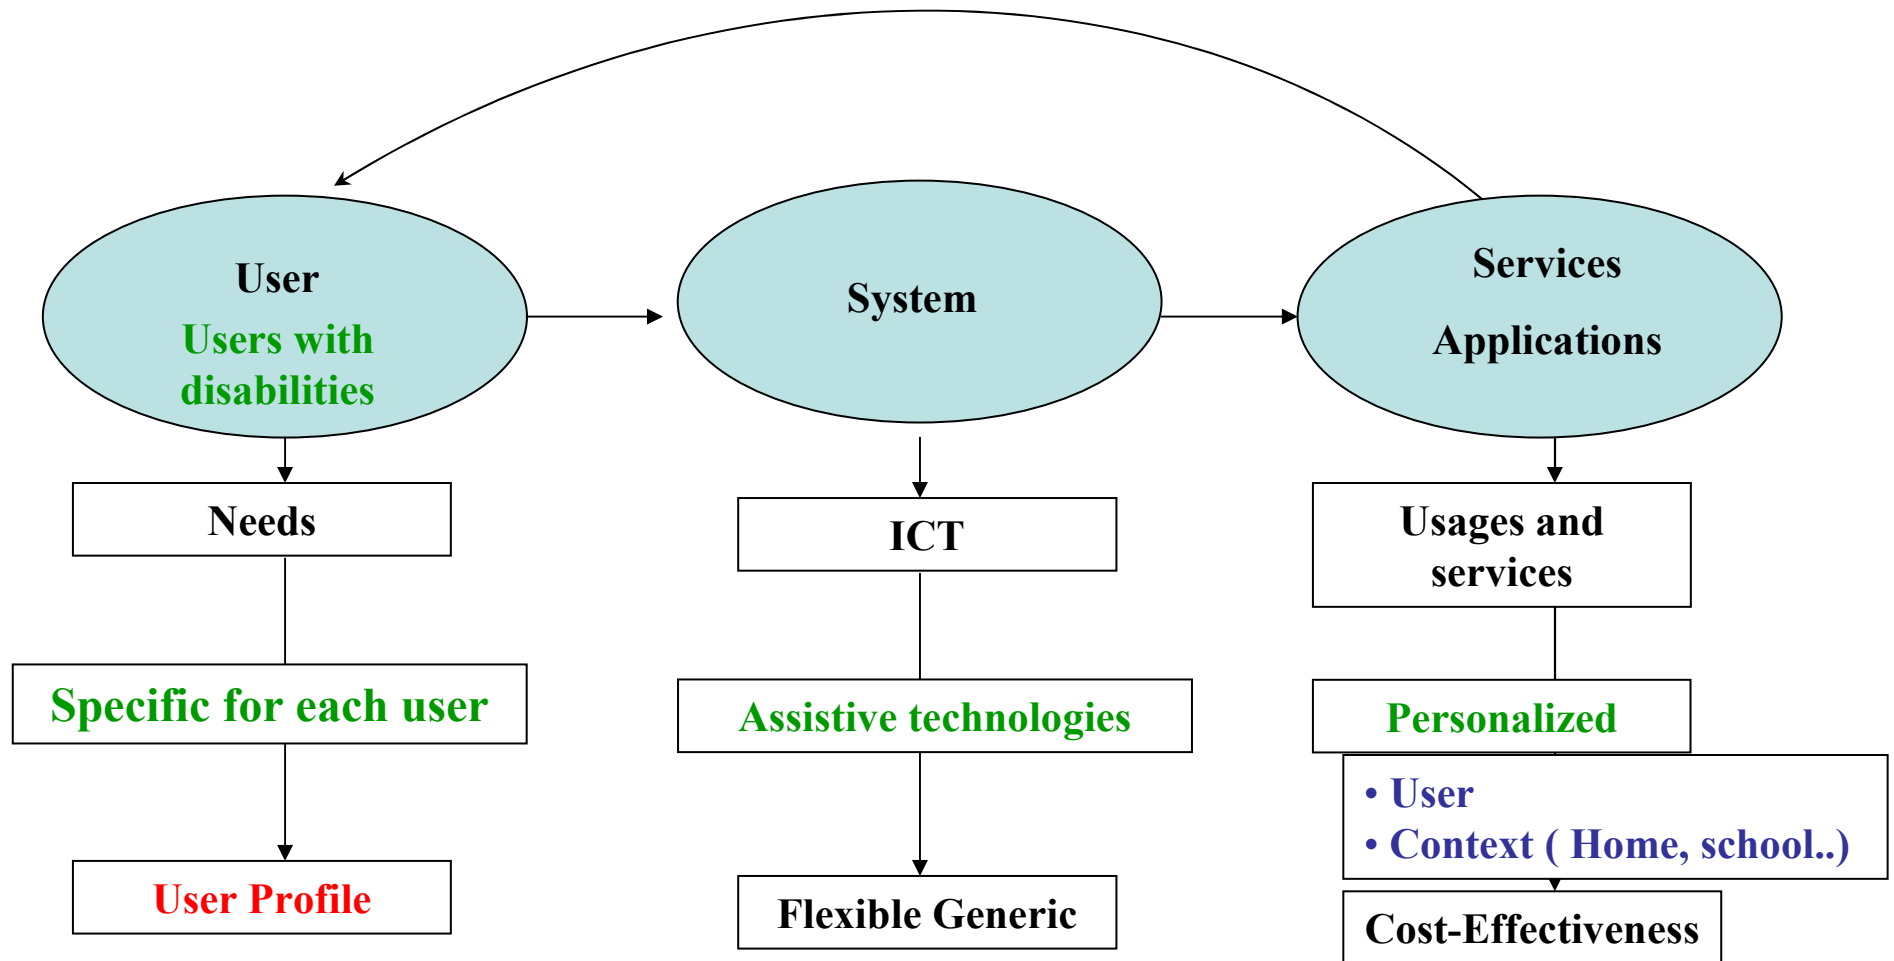 User
Users with
disabilities
System
Services
Applications
Needs
ICT
Usages and
services
Specific for each user
Assistive technologies
Personalized
• User
• Context ( Home, school..)
User Profile
Flexible Generic
Cost-Effectiveness